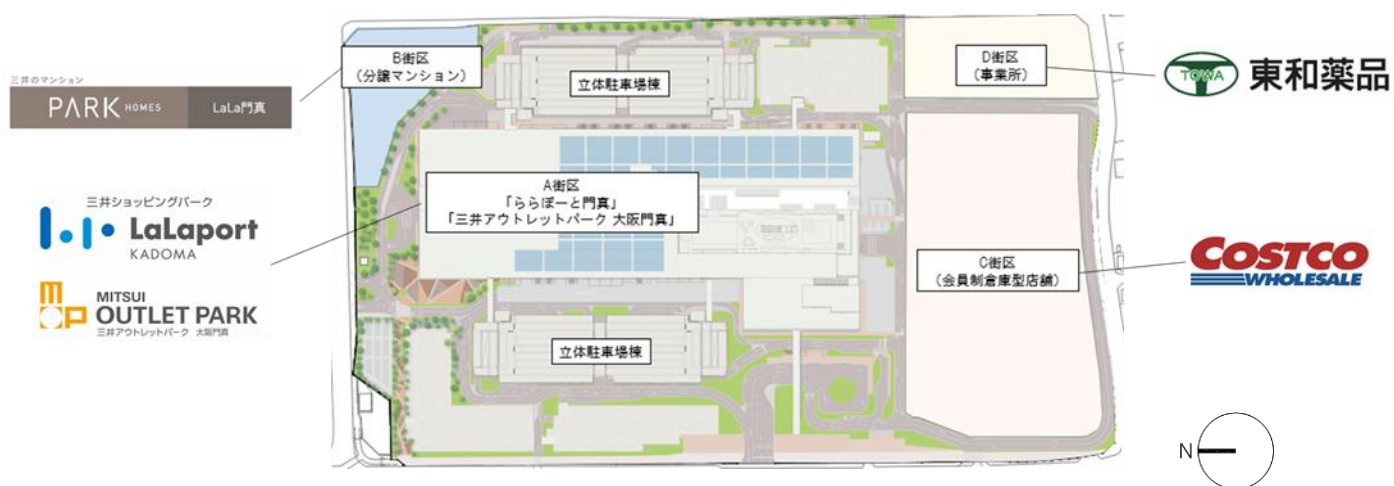 三井のマンション
PARK HOMES LaLa門真
B街区
（分譲マンション）
立体駐車場棟
D街区
（事業所）
TOWA 東和薬品
三井ショッピングパーク
LaLaport
KADOMA
A街区
「ららぽーと門真」
「三井アウトレットパーク 大阪門真」
MITSUI
OUTLET PARK
三井アウトレットパーク 大阪門真
C街区
（会員制倉庫型店舗）
COSTCO
WHOLESALE
立体駐車場棟
N